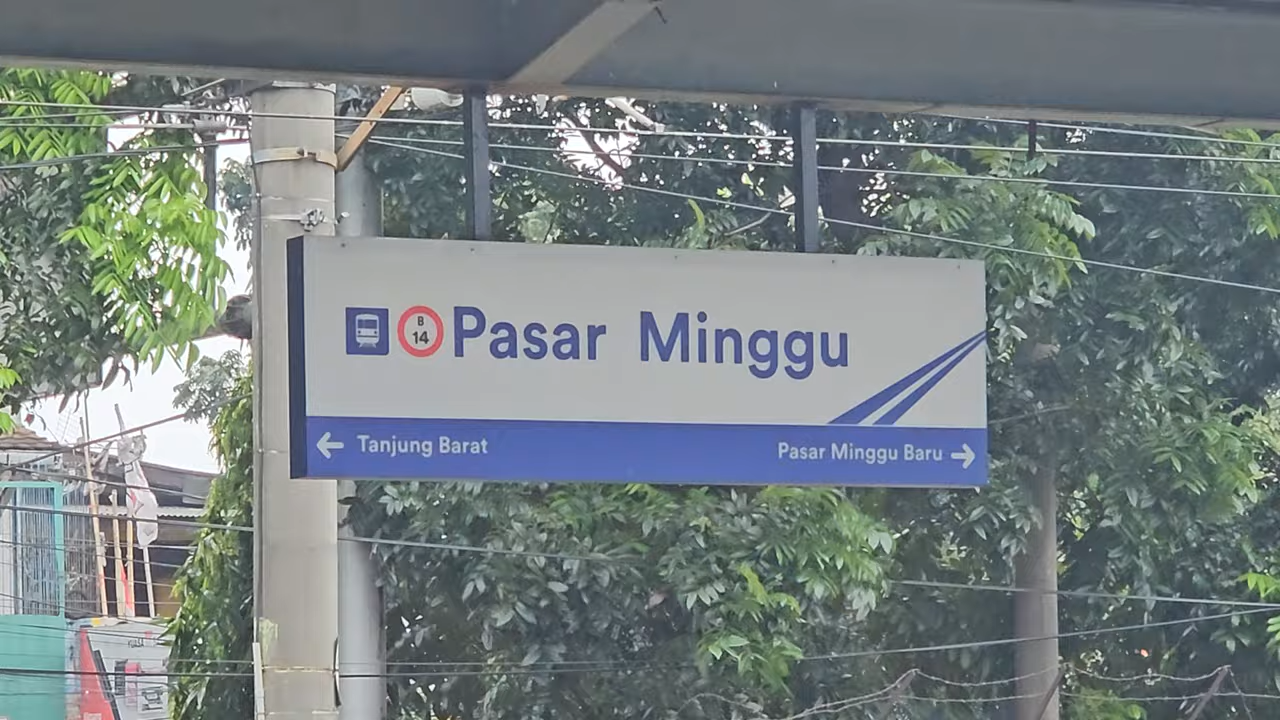 B
14
Pasar Minggu
← Tanjung Barat
Pasar Minggu Baru →